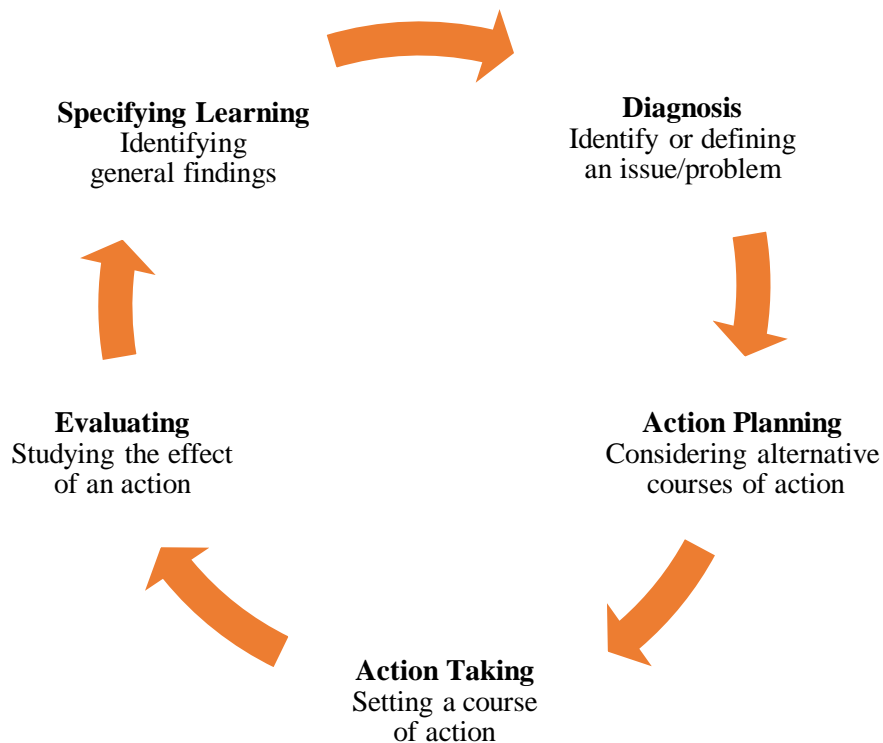 Specifying Learning
Identifying
general findings
Diagnosis
Identify or defining
an issue/problem
Evaluating
Studying the effect
of an action
Action Planning
Considering alternative
courses of action
Action Taking
Setting a course
of action